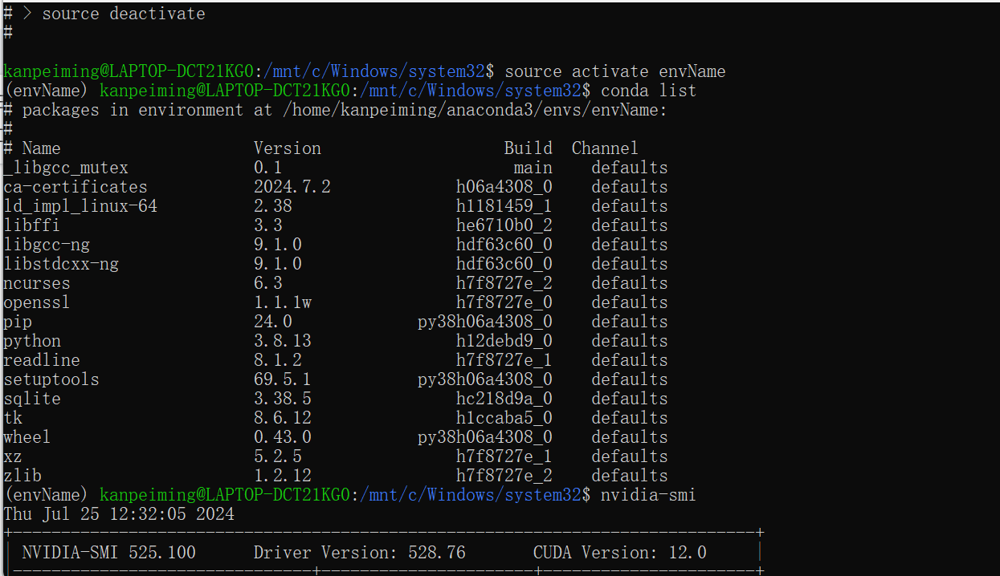 # > source deactivate
#
kanpeiming@LAPTOP-DCT21KG0:/mnt/c/Windows/system32$ source activate envName
(envName) kanpeiming@LAPTOP-DCT21KG0:/mnt/c/Windows/system32$ conda list
# packages in environment at /home/kanpeiming/anaconda3/envs/envName:
#
# Name                    Version                   Build  Channel
_libgcc_mutex             0.1                        main    defaults
ca-certificates           2024.7.2             h06a4308_0    defaults
ld_impl_linux-64          2.38                 h1181459_1    defaults
libffi                    3.3                  he6710b0_2    defaults
libgcc-ng                 9.1.0                hdf63c60_0    defaults
libstdcxx-ng              9.1.0                hdf63c60_0    defaults
ncurses                   6.3                  h7f8727e_2    defaults
openssl                   1.1.1w               h7f8727e_0    defaults
pip                       24.0             py38h06a4308_0    defaults
python                    3.8.13               h12debd9_0    defaults
readline                  8.1.2                h7f8727e_1    defaults
setuptools                69.5.1           py38h06a4308_0    defaults
sqlite                    3.38.5               hc218d9a_0    defaults
tk                        8.6.12               h1ccaba5_0    defaults
wheel                     0.43.0           py38h06a4308_0    defaults
xz                        5.2.5                h7f8727e_1    defaults
zlib                      1.2.12               h7f8727e_2    defaults
(envName) kanpeiming@LAPTOP-DCT21KG0:/mnt/c/Windows/system32$ nvidia-smi
Thu Jul 25 12:32:05 2024
+-----------------------------------------------------------------------------+
| NVIDIA-SMI 525.100      Driver Version: 528.76       CUDA Version: 12.0     |
|-------------------------------+----------------------+----------------------+